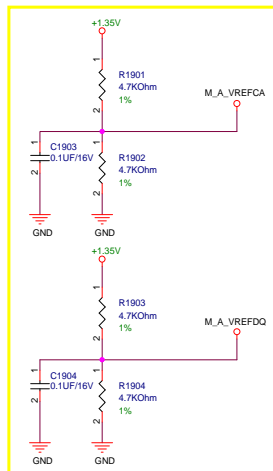 +1.35V
1
R1901
4.7KOhm
1%
2
M_A_VREFCA
1
C1903
0.1UF/16V
2
1
R1902
4.7KOhm
1%
2
GND
GND
+1.35V
1
R1903
4.7KOhm
1%
2
M_A_VREFDQ
1
C1904
0.1UF/16V
2
1
R1904
4.7KOhm
1%
2
GND
GND